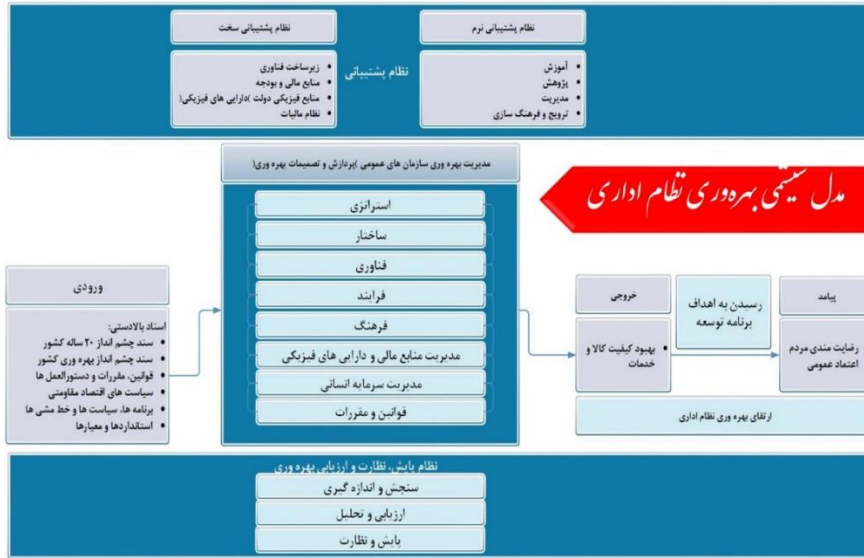 نظام پشتیبانی نرم
نظام پشتیبانی سخت
نظام پشتیبانی
• آموزش
• پژوهش
• مدیریت
• ترویج و فرهنگ سازی
• زیرساخت فناوری
• منابع مالی و بودجه
• منابع فیزیکی دولت )دارایی های فیزیکی(
• نظام مالیات
مدل سیستمی بهره‌وری نظام اداری
مدیریت بهره وری سازمان های عمومی )پردازش و تصمیمات بهره وری(
استراتژی
ساختار
فناوری
فرایند
فرهنگ
مدیریت منابع مالی و دارایی های فیزیکی
مدیریت سرمایه انسانی
قوانین و مقررات
ورودی
اسناد بالادستی:
• سند چشم انداز ۲۰ ساله کشور
• سند چشم انداز بهره وری کشور
• قوانین، مقررات و دستورالعمل ها
• سیاست های اقتصاد مقاومتی
• برنامه ها، سیاست ها و خط مشی ها
• استانداردها و معیارها
خروجی
• بهبود کیفیت کالا و
خدمات
رسیدن به اهداف
برنامه توسعه
پیامد
رضایت مندی مردم
اعتماد عمومی
ارتقای بهره وری نظام اداری
نظام پایش، نظارت و ارزیابی بهره وری
سنجش و اندازه گیری
ارزیابی و تحلیل
پایش و نظارت